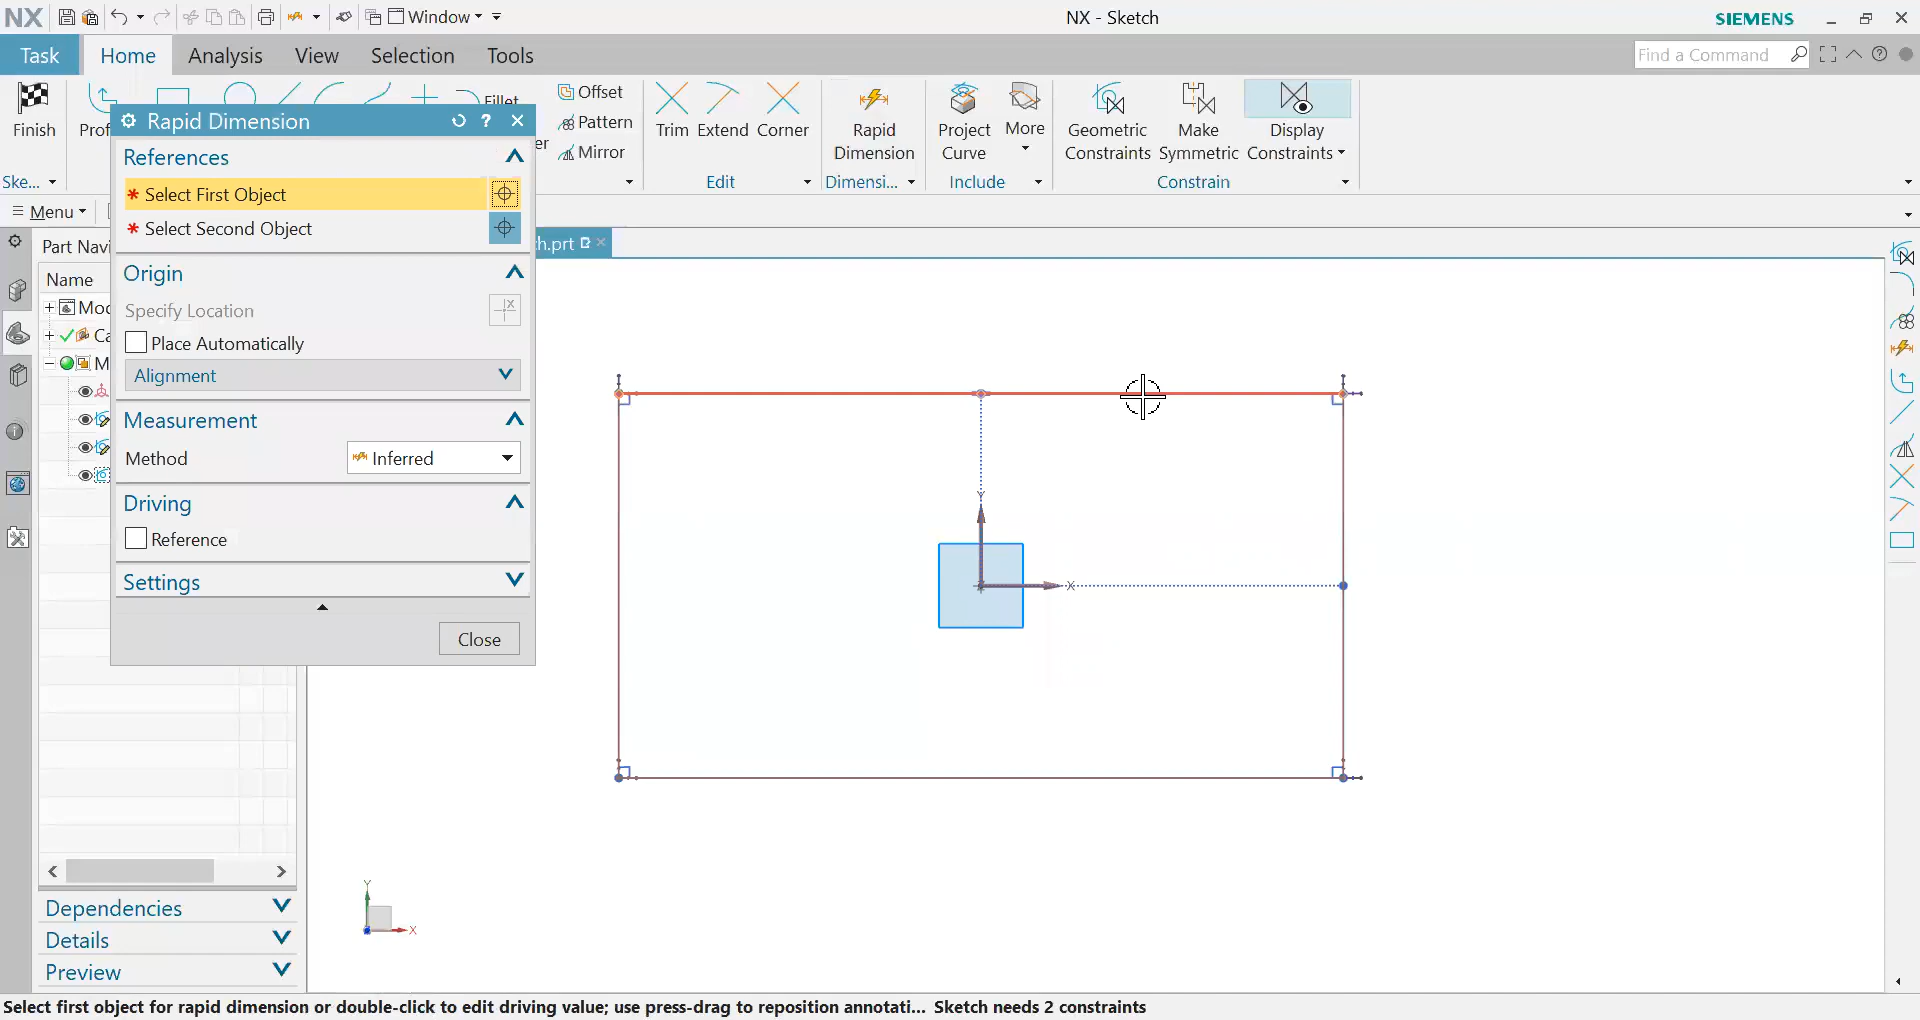 NX
Window
NX - Sketch
SIEMENS
Task
Home
Analysis
View
Selection
Tools
Find a Command
Finish
Prof
Fillet
er
Offset
Pattern
Mirror
Trim
Extend
Corner
Rapid
Dimension
Project
Curve
More
Geometric
Constraints
Make
Symmetric
Display
Constraints
Ske...
Edit
Dimensi...
Include
Constrain
Menu
Rapid Dimension
References
* Select First Object
* Select Second Object
Origin
Specify Location
Place Automatically
Alignment
Measurement
Method
Inferred
Driving
Reference
Settings
Close
Part Navi
Name
Moc
Ca
M
ch.prt
Y
X
Y
X
Dependencies
Details
Preview
Select first object for rapid dimension or double-click to edit driving value; use press-drag to reposition annotati... Sketch needs 2 constraints